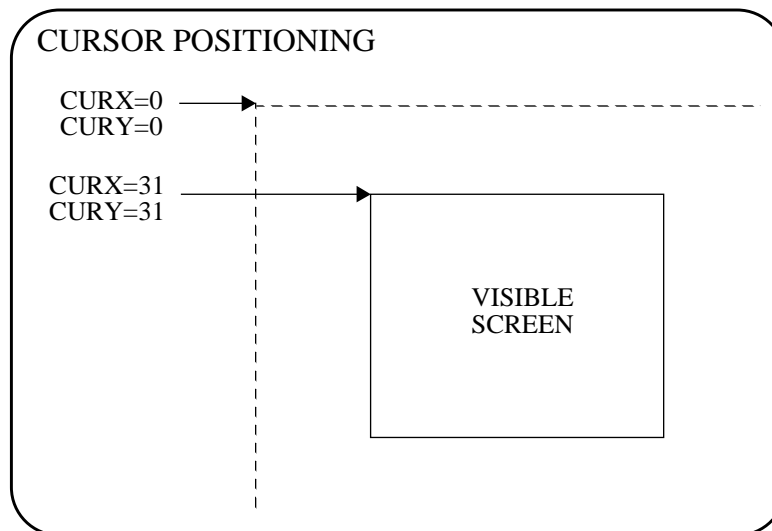 CURSOR POSITIONING
CURX=0
CURY=0
CURX=31
CURY=31
VISIBLE
SCREEN